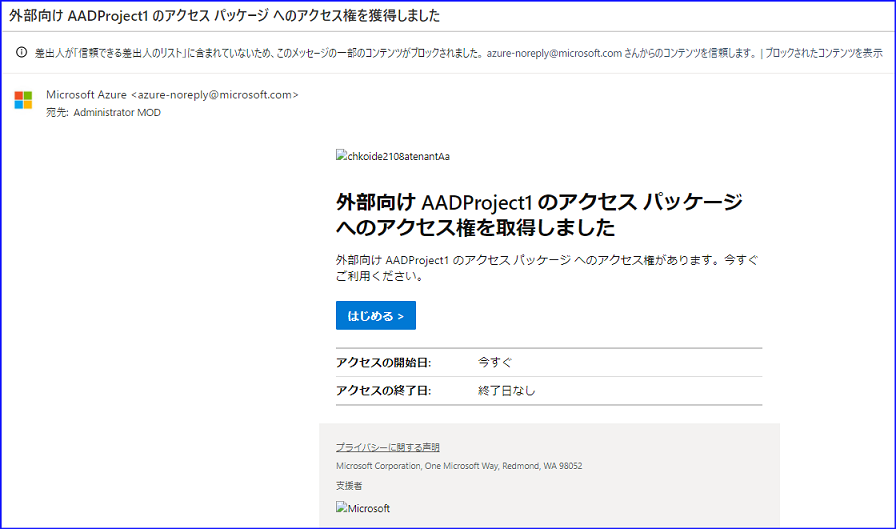 外部向け AADProject1 のアクセス パッケージ へのアクセス権を獲得しました
差出人が「信頼できる差出人のリスト」に含まれていないため、このメッセージの一部のコンテンツがブロックされました。azure-noreply@microsoft.com さんからのコンテンツを信頼します。 | ブロックされたコンテンツを表示
Microsoft Azure <azure-noreply@microsoft.com>
宛先: Administrator MOD
chkoide2108atenantAa
外部向け AADProject1 のアクセス パッケージ
へのアクセス権を取得しました
外部向け AADProject1 のアクセス パッケージ へのアクセス権があります。今すぐ
ご利用ください。
はじめる >
アクセスの開始日: 今すぐ
アクセスの終了日: 終了日なし
プライバシーに関する声明
Microsoft Corporation, One Microsoft Way, Redmond, WA 98052
支援者
Microsoft